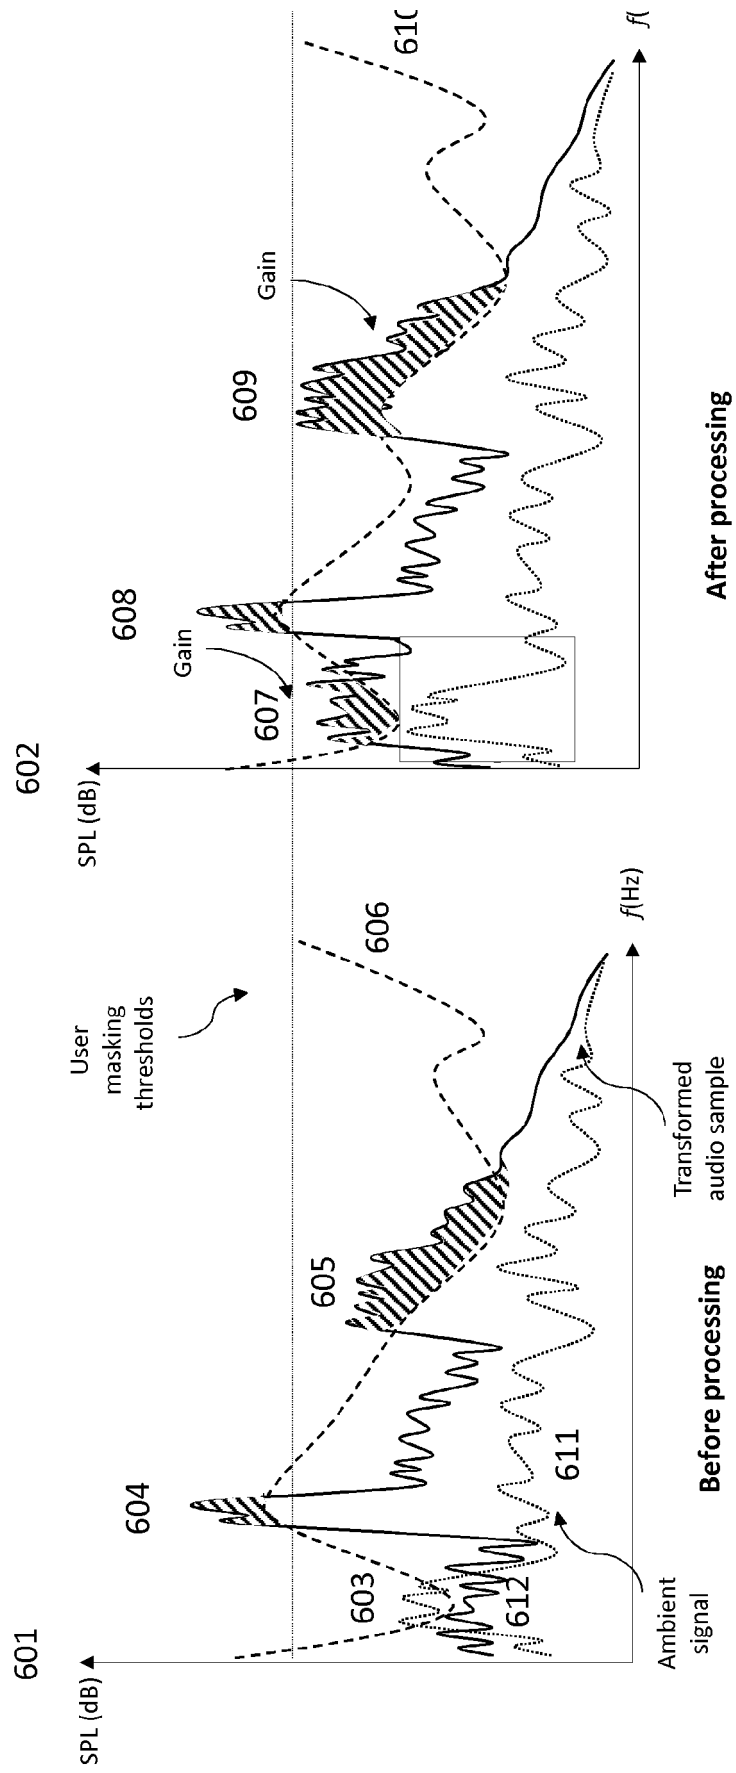 601
SPL (dB)
603
604
605
606
User
masking
thresholds
611
612
f(Hz)
Ambient
signal
Transformed
audio sample
Before processing
602
SPL (dB)
607
Gain
608
609
Gain
610
f(
After processing